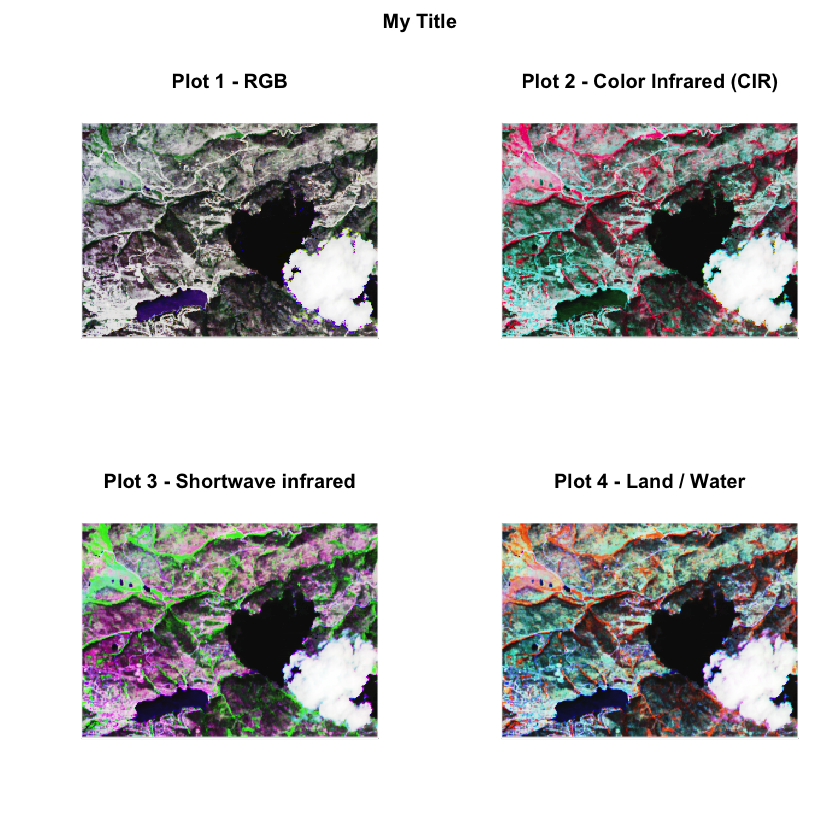 My Title
Plot 1 - RGB
Plot 2 - Color Infrared (CIR)
Plot 3 - Shortwave infrared
Plot 4 - Land / Water